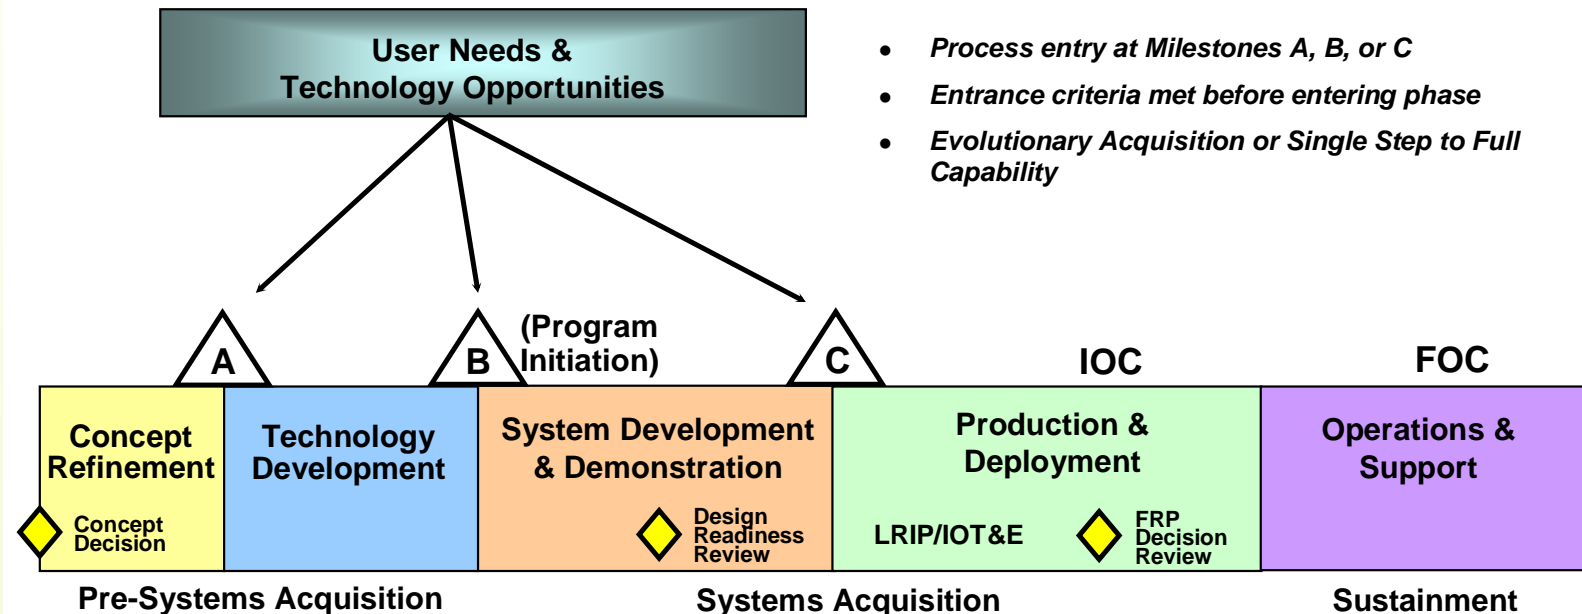 User Needs &
Technology Opportunities
● Process entry at Milestones A, B, or C
● Entrance criteria met before entering phase
● Evolutionary Acquisition or Single Step to Full
Capability
A
B
(Program
Initiation)
C
IOC
FOC
Concept
Refinement
Technology
Development
System Development
& Demonstration
Production &
Deployment
Operations &
Support
Concept
Decision
Design
Readiness
Review
LRIP/IOT&E
FRP
Decision
Review
Pre-Systems Acquisition
Systems Acquisition
Sustainment